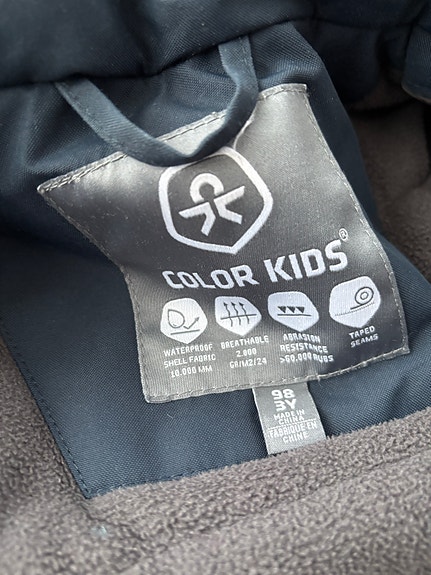 COLOR KIDS®
WATERPROOF
SHELL FABRIC
10.000 MM
BREATHABLE
2.000
GR/M2/24
ABRASION
RESISTANCE
>50.000 RUBS
TAPED
SEAMS
98
3Y
MADE IN
CHINA
FABRIQUE EN
CHINE